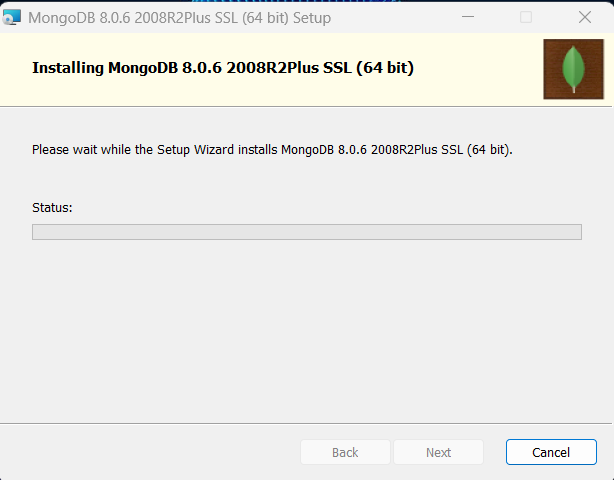 MongoDB 8.0.6 2008R2Plus SSL (64 bit) Setup
Installing MongoDB 8.0.6 2008R2Plus SSL (64 bit)
Please wait while the Setup Wizard installs MongoDB 8.0.6 2008R2Plus SSL (64 bit).
Status:
Back
Next
Cancel